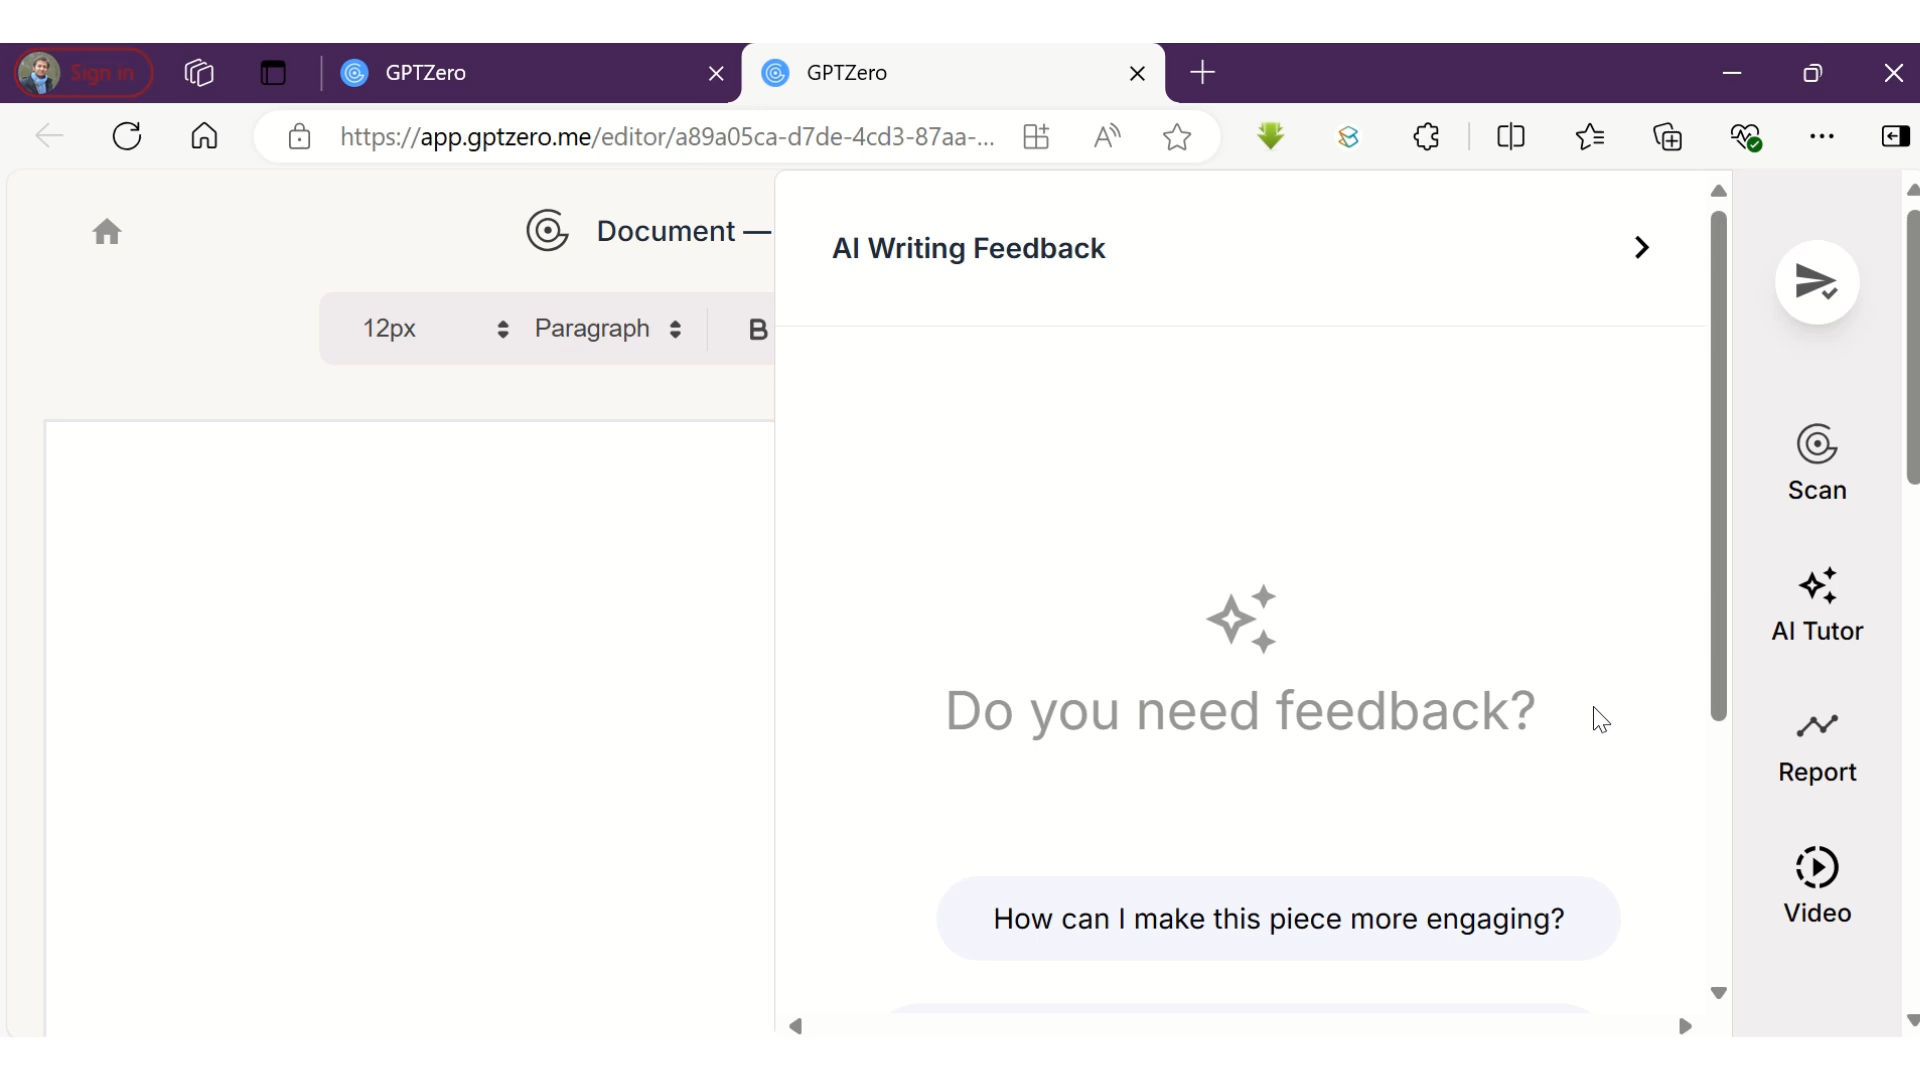 Sign in
GPTZero
GPTZero
https://app.gptzero.me/editor/a89a05ca-d7de-4cd3-87aa-...
Document —
AI Writing Feedback
12px Paragraph B
Do you need feedback?
How can I make this piece more engaging?
Scan
AI Tutor
Report
Video